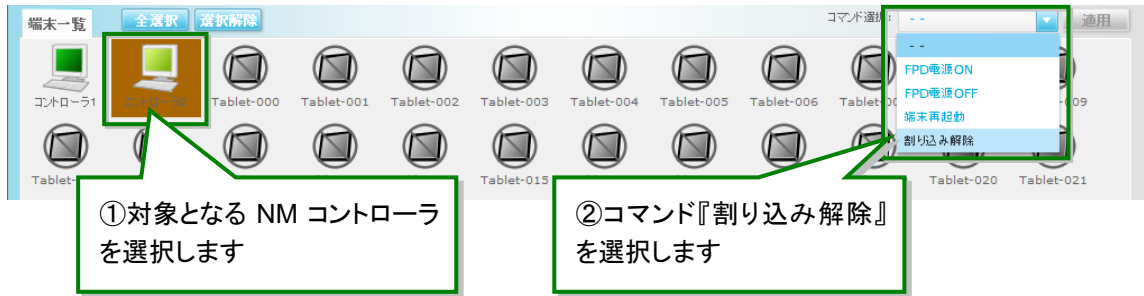 端末一覧 全選択 選択解除 コマンド選択: -- 適用
--
FPD電源ON
FPD電源OFF
端末再起動
割り込み解除
コントローラ1 Tablet-000 Tablet-001 Tablet-002 Tablet-003 Tablet-004 Tablet-005 Tablet-006
Tablet-015 Tablet-020 Tablet-021
①対象となる NM コントローラ
を選択します
②コマンド『割り込み解除』
を選択します